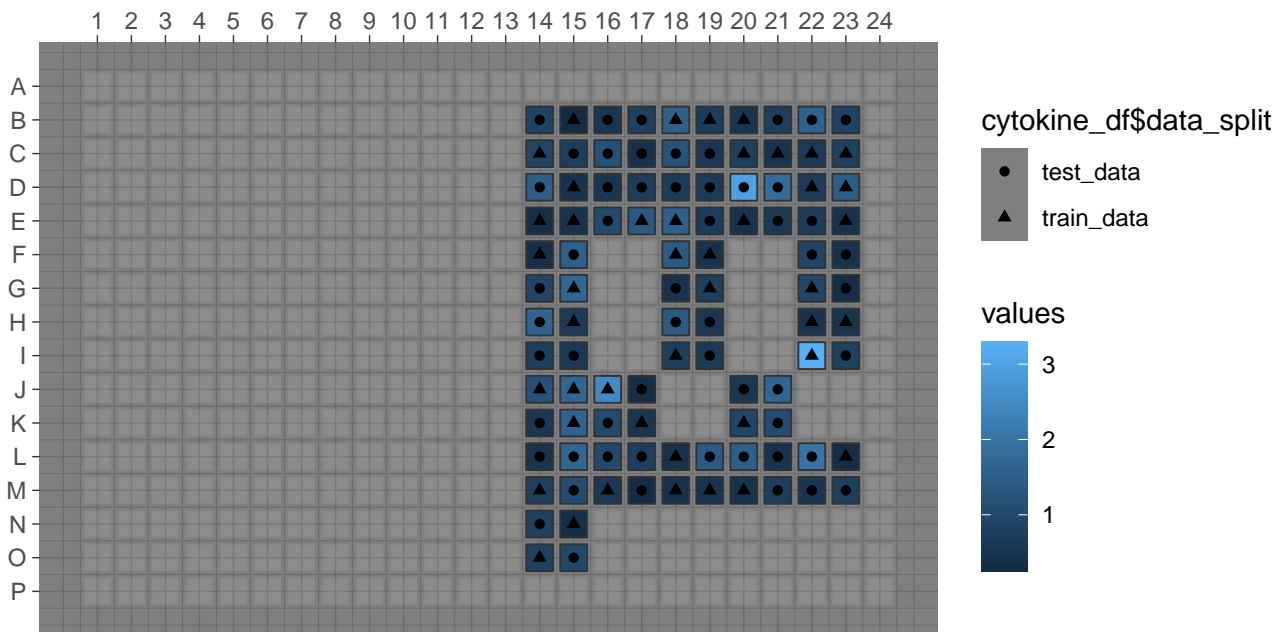 1 2 3 4 5 6 7 8 9 10 11 12 13 14 15 16 17 18 19 20 21 22 23 24
A
B
C
D
E
F
G
H
I
J
K
L
M
N
O
P
cytokine_df$data_split
test_data
train_data
values
3
2
1